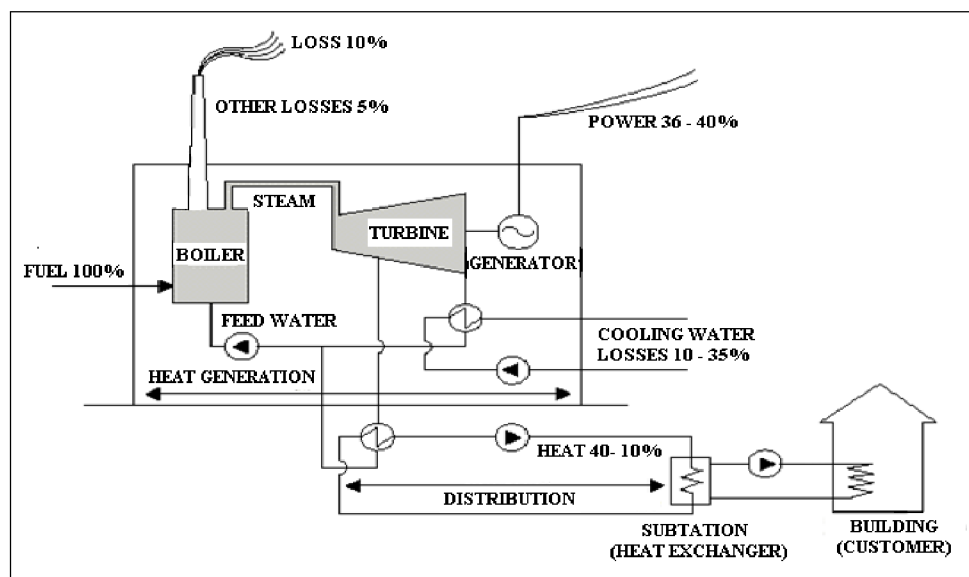 LOSS 10%
OTHER LOSSES 5%
POWER 36 - 40%
STEAM
TURBINE
BOILER
GENERATOR
FUEL 100%
FEED WATER
COOLING WATER
LOSSES 10 - 35%
HEAT GENERATION
HEAT 40- 10%
DISTRIBUTION
SUBTATION
(HEAT EXCHANGER)
BUILDING
(CUSTOMER)